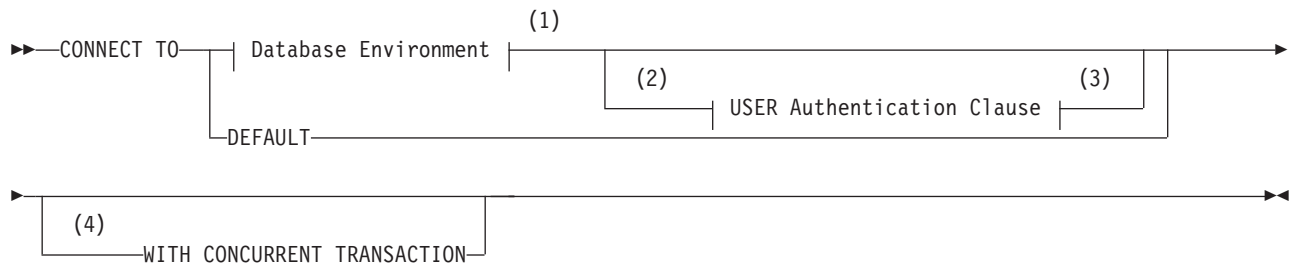 (1)
CONNECT TO Database Environment
(2) (3)
USER Authentication Clause
DEFAULT
(4)
WITH CONCURRENT TRANSACTION